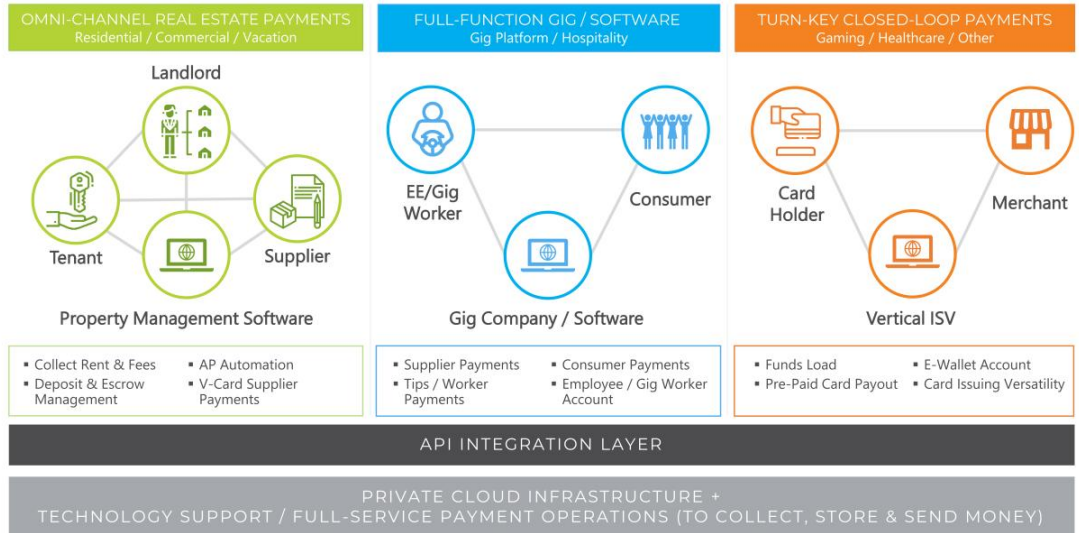 OMNI-CHANNEL REAL ESTATE PAYMENTS
Residential / Commercial / Vacation
Landlord
Tenant
Supplier
Property Management Software
▪ Collect Rent & Fees
▪ Deposit & Escrow
Management
▪ AP Automation
▪ V-Card Supplier
Payments
FULL-FUNCTION GIG / SOFTWARE
Gig Platform / Hospitality
EE/Gig
Worker
Consumer
Gig Company / Software
▪ Supplier Payments
▪ Tips / Worker
Payments
▪ Consumer Payments
▪ Employee / Gig Worker
Account
TURN-KEY CLOSED-LOOP PAYMENTS
Gaming / Healthcare / Other
Card
Holder
Merchant
Vertical ISV
▪ Funds Load
▪ Pre-Paid Card Payout
▪ E-Wallet Account
▪ Card Issuing Versatility
API INTEGRATION LAYER
PRIVATE CLOUD INFRASTRUCTURE +
TECHNOLOGY SUPPORT / FULL-SERVICE PAYMENT OPERATIONS (TO COLLECT, STORE & SEND MONEY)